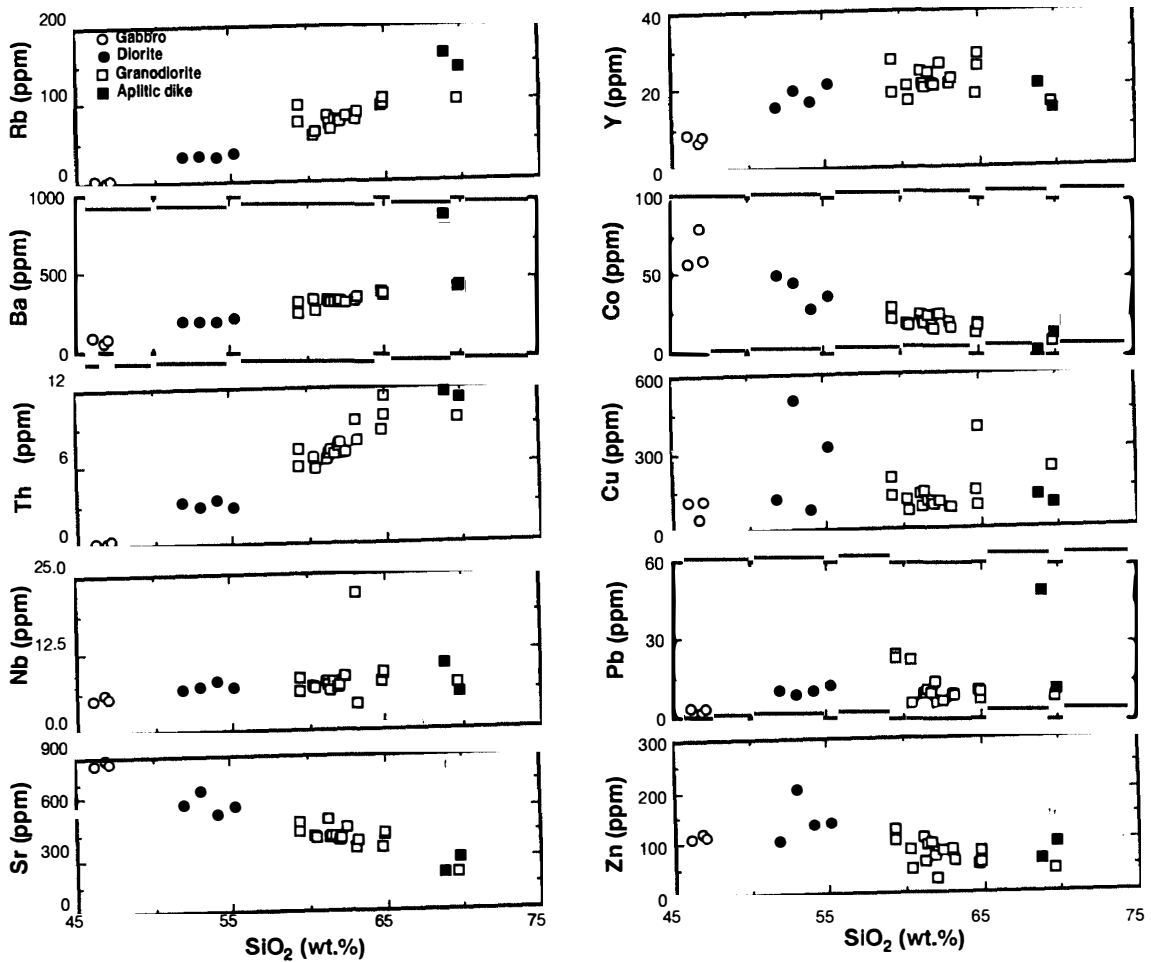 200
Rb (ppm)
100
0
Gabbro
Diorite
Granodiorite
Aplitic dike
1000
Ba (ppm)
500
0
12
Th (ppm)
6
0
25.0
Nb (ppm)
12.5
0.0
900
Sr (ppm)
600
300
0
45 55 65 75
SiO₂ (wt.%)
40
Y (ppm)
20
0
100
Co (ppm)
50
0
600
Cu (ppm)
300
0
60
Pb (ppm)
30
0
300
Zn (ppm)
200
100
0
45 55 65 75
SiO₂ (wt.%)